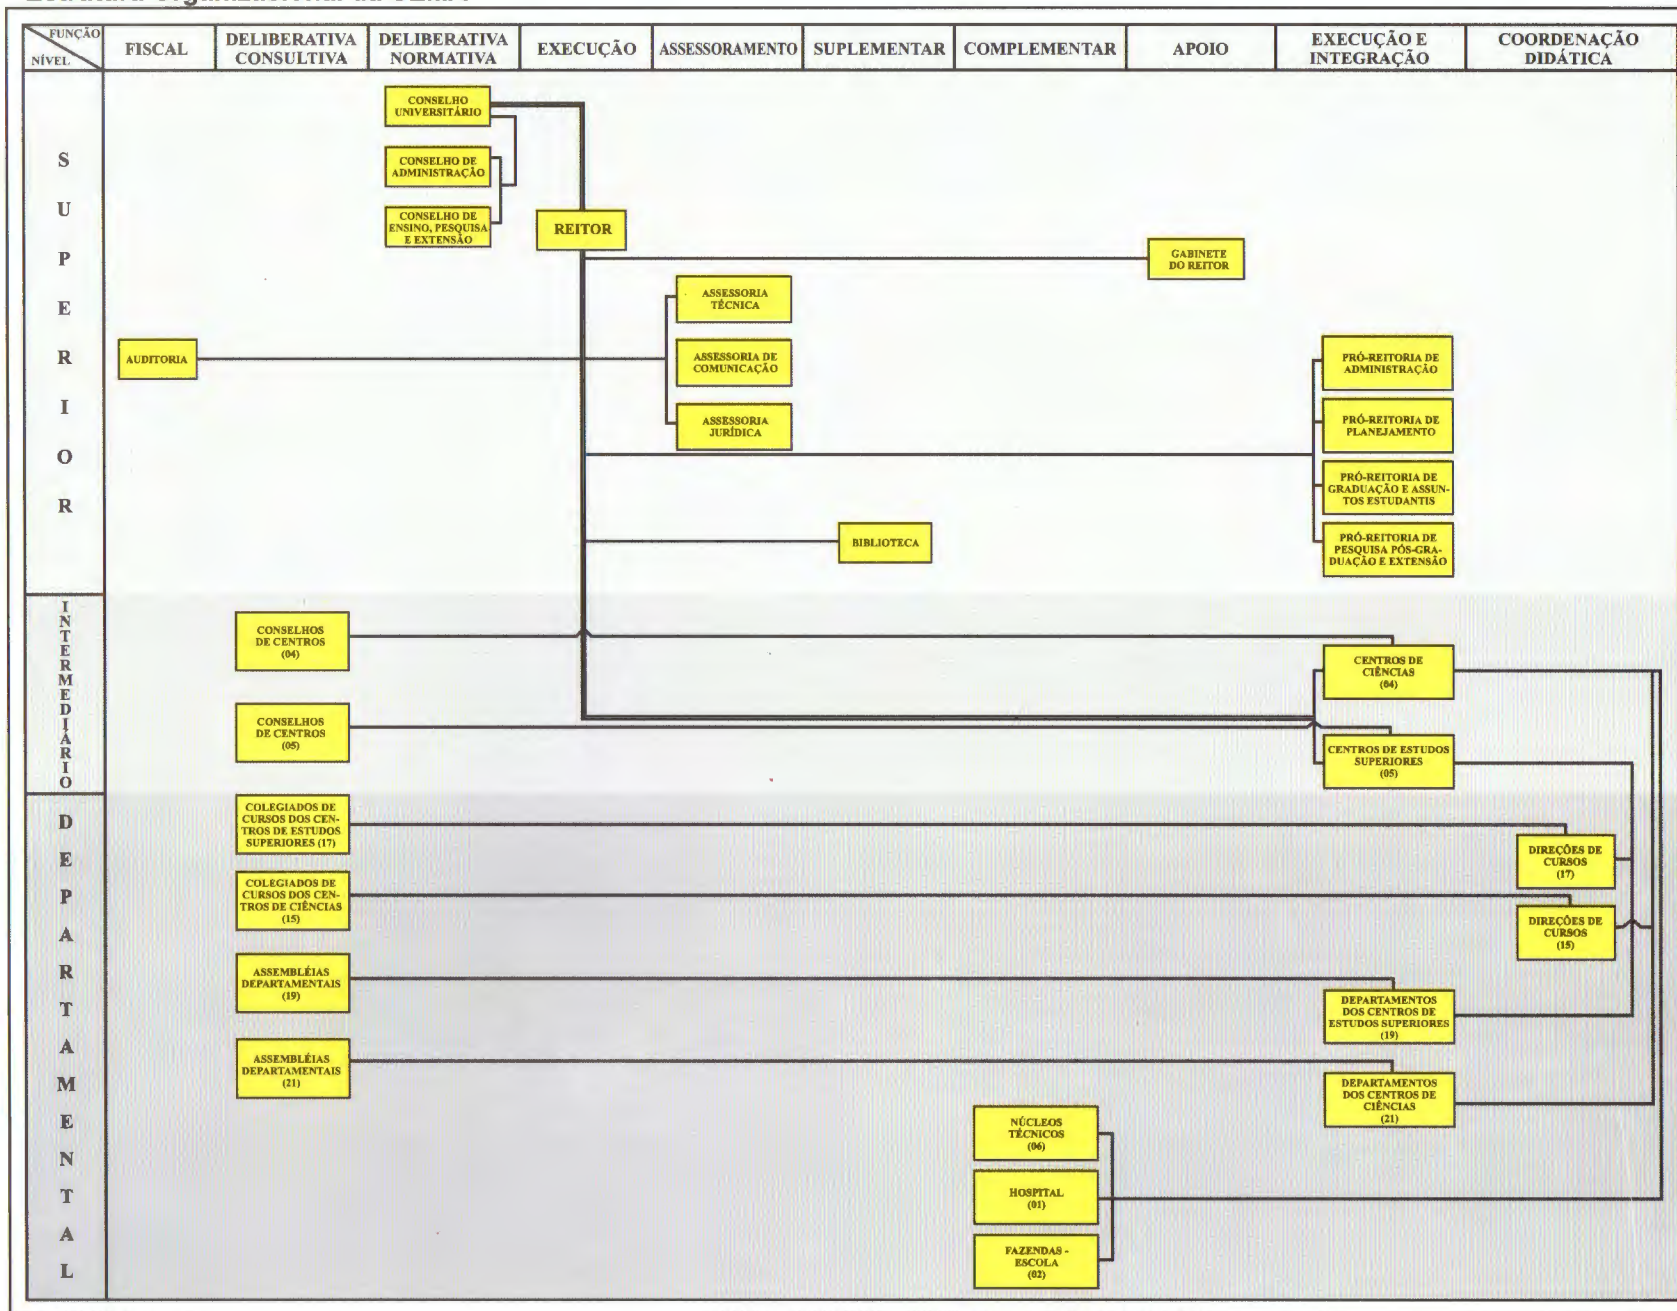 FUNÇÃO
NÍVEL
FISCAL
DELIBERATIVA
CONSULTIVA
DELIBERATIVA
NORMATIVA
EXECUÇÃO
ASSESSORAMENTO
SUPLEMENTAR
COMPLEMENTAR
APOIO
EXECUÇÃO E
INTEGRAÇÃO
COORDENAÇÃO
DIDÁTICA
SUPERIOR
CONSELHO
UNIVERSITÁRIO
CONSELHO DE
ADMINISTRAÇÃO
CONSELHO DE
ENSINO, PESQUISA
E EXTENSÃO
REITOR
GABINETE
DO REITOR
ASSESSORIA
TÉCNICA
AUDITORIA
ASSESSORIA DE
COMUNICAÇÃO
ASSESSORIA
JURÍDICA
PRÓ-REITORIA DE
ADMINISTRAÇÃO
PRÓ-REITORIA DE
PLANEJAMENTO
PRÓ-REITORIA DE
GRADUAÇÃO E ASSUN-
TOS ESTUDANTIS
PRÓ-REITORIA DE
PESQUISA PÓS-GRA-
DUAÇÃO E EXTENSÃO
BIBLIOTECA
INTERMEDIÁRIO
CONSELHOS
DE CENTROS
(04)
CENTROS DE
CIÊNCIAS
(04)
CONSELHOS
DE CENTROS
(05)
CENTROS DE ESTUDOS
SUPERIORES
(05)
DEPARTAMENTAL
COLEGIADOS DE
CURSOS DOS CEN-
TROS DE ESTUDOS
SUPERIORES (17)
DIREÇÕES DE
CURSOS
(17)
COLEGIADOS DE
CURSOS DOS CEN-
TROS DE CIÊNCIAS
(15)
DIREÇÕES DE
CURSOS
(15)
ASSEMBLÉIAS
DEPARTAMENTAIS
(19)
DEPARTAMENTOS
DOS CENTROS DE
ESTUDOS SUPERIORES
(19)
ASSEMBLÉIAS
DEPARTAMENTAIS
(21)
DEPARTAMENTOS
DOS CENTROS DE
CIÊNCIAS
(21)
NÚCLEOS
TÉCNICOS
(06)
HOSPITAL
(01)
FAZENDAS -
ESCOLA
(02)